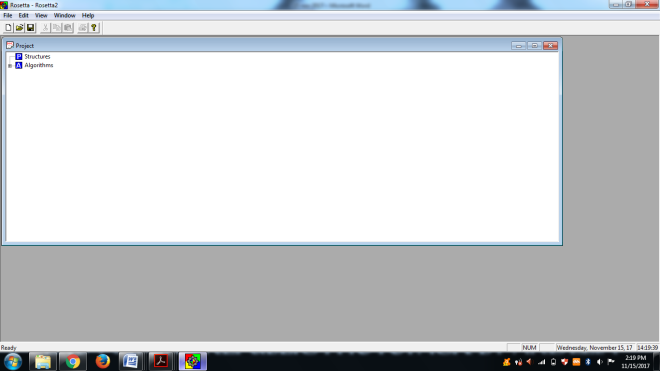 Rosetta - Rosetta2
File Edit View Window Help
Project
P Structures
A Algorithms
Ready
NUM
Wednesday, November 15, 17
14:19:39
2:19 PM
11/15/2017